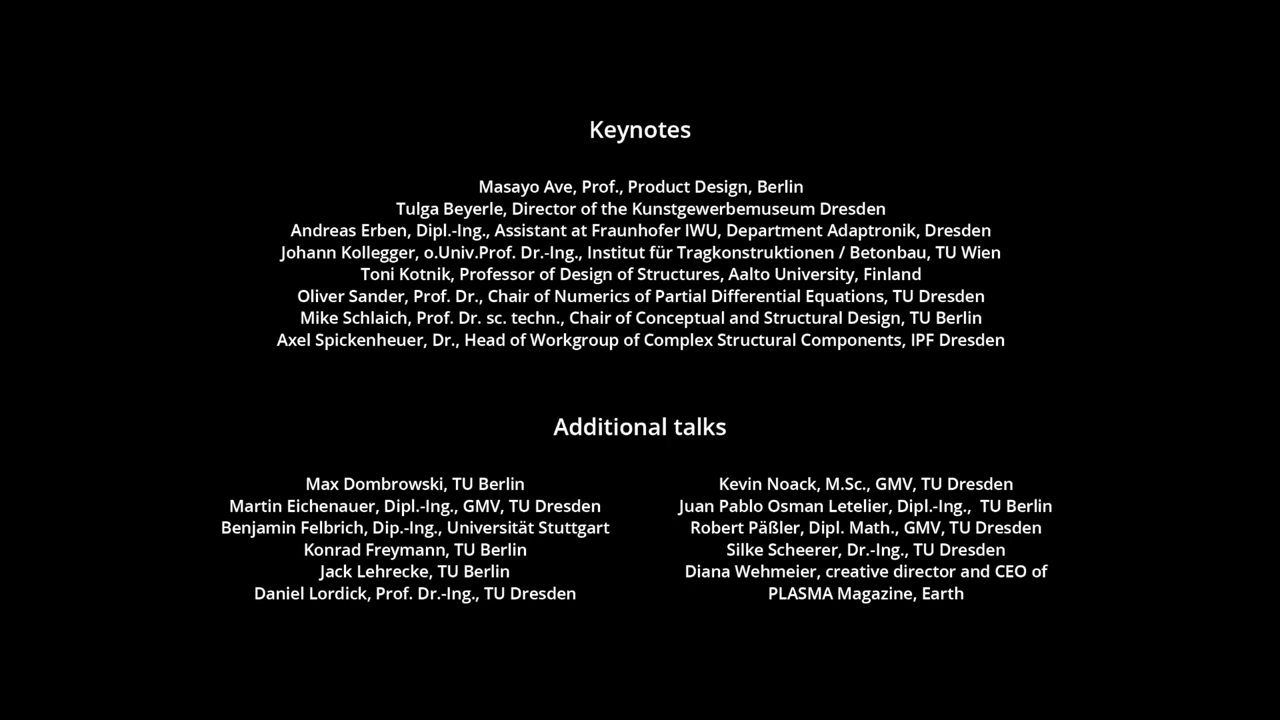 Keynotes
Masayo Ave, Prof., Product Design, Berlin
Tulga Beyerle, Director of the Kunstgewerbemuseum Dresden
Andreas Erben, Dipl.-Ing., Assistant at Fraunhofer IWU, Department Adaptronik, Dresden
Johann Kollegger, o.Univ.Prof. Dr.-Ing., Institut für Tragkonstruktionen / Betonbau, TU Wien
Toni Kotnik, Professor of Design of Structures, Aalto University, Finland
Oliver Sander, Prof. Dr., Chair of Numerics of Partial Differential Equations, TU Dresden
Mike Schlaich, Prof. Dr. sc. techn., Chair of Conceptual and Structural Design, TU Berlin
Axel Spickenheuer, Dr., Head of Workgroup of Complex Structural Components, IPF Dresden
Additional talks
Max Dombrowski, TU Berlin
Martin Eichenauer, Dipl.-Ing., GMV, TU Dresden
Benjamin Felbrich, Dip.-Ing., Universität Stuttgart
Konrad Freymann, TU Berlin
Jack Lehrecke, TU Berlin
Daniel Lordick, Prof. Dr.-Ing., TU Dresden
Kevin Noack, M.Sc., GMV, TU Dresden
Juan Pablo Osman Letelier, Dipl.-Ing.,  TU Berlin
Robert Päßler, Dipl. Math., GMV, TU Dresden
Silke Scheerer, Dr.-Ing., TU Dresden
Diana Wehmeier, creative director and CEO of
PLASMA Magazine, Earth